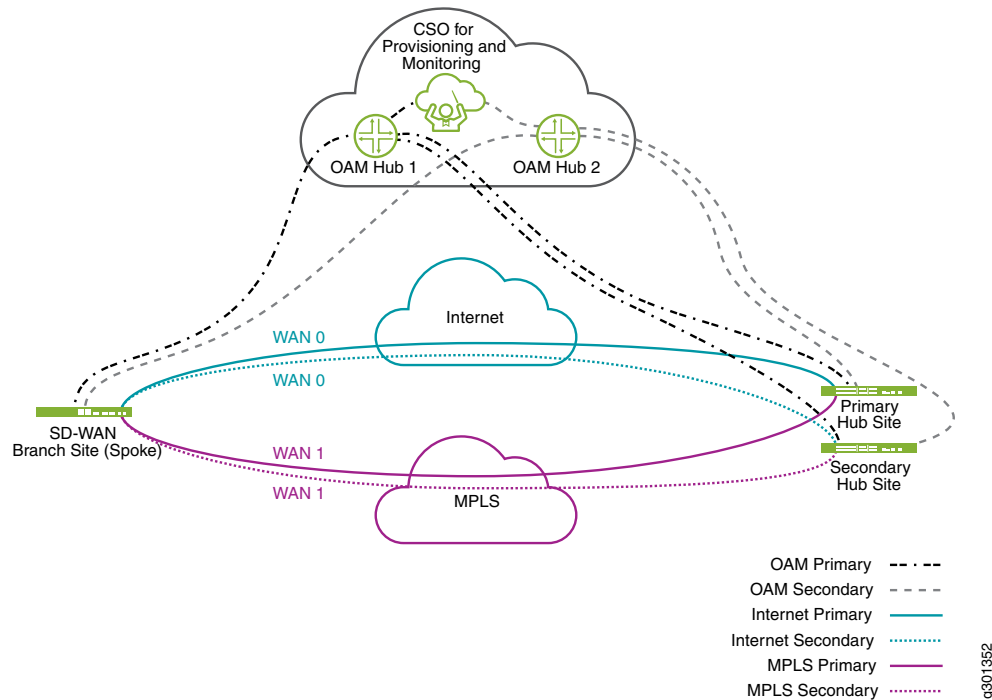 CSO for
Provisioning and
Monitoring
OAM Hub 1
OAM Hub 2
Internet
WAN 0
WAN 0
SD-WAN
Branch Site (Spoke)
Primary
Hub Site
WAN 1
WAN 1
Secondary
Hub Site
MPLS
OAM Primary
OAM Secondary
Internet Primary
Internet Secondary
MPLS Primary
MPLS Secondary
g301352